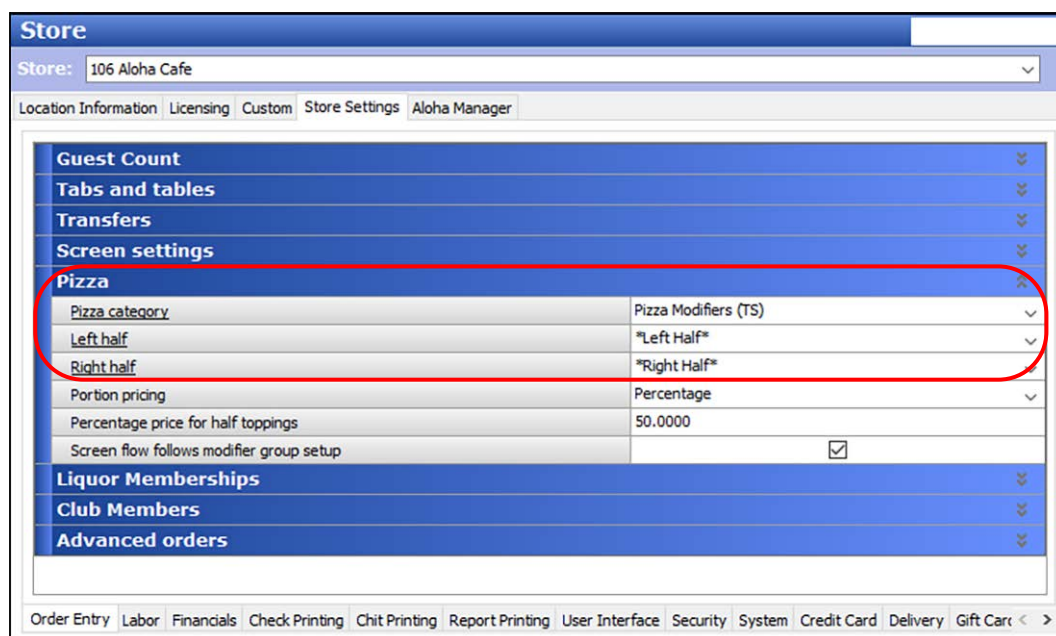 Store
Store: 106 Aloha Cafe
Location Information Licensing Custom Store Settings Aloha Manager
Guest Count
Tabs and tables
Transfers
Screen settings
Pizza
Pizza category Pizza Modifiers (TS)
Left half *Left Half*
Right half *Right Half*
Portion pricing Percentage
Percentage price for half toppings 50.0000
Screen flow follows modifier group setup
Liquor Memberships
Club Members
Advanced orders
Order Entry Labor Financials Check Printing Chit Printing Report Printing User Interface Security System Credit Card Delivery Gift Card